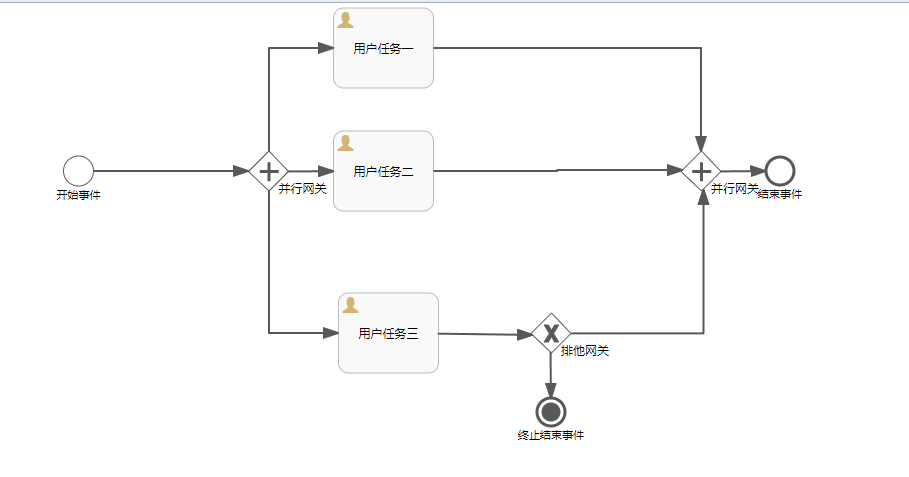 用户任务一
开始事件
并行网关
用户任务二
并行网关
结束事件
用户任务三
排他网关
终止结束事件